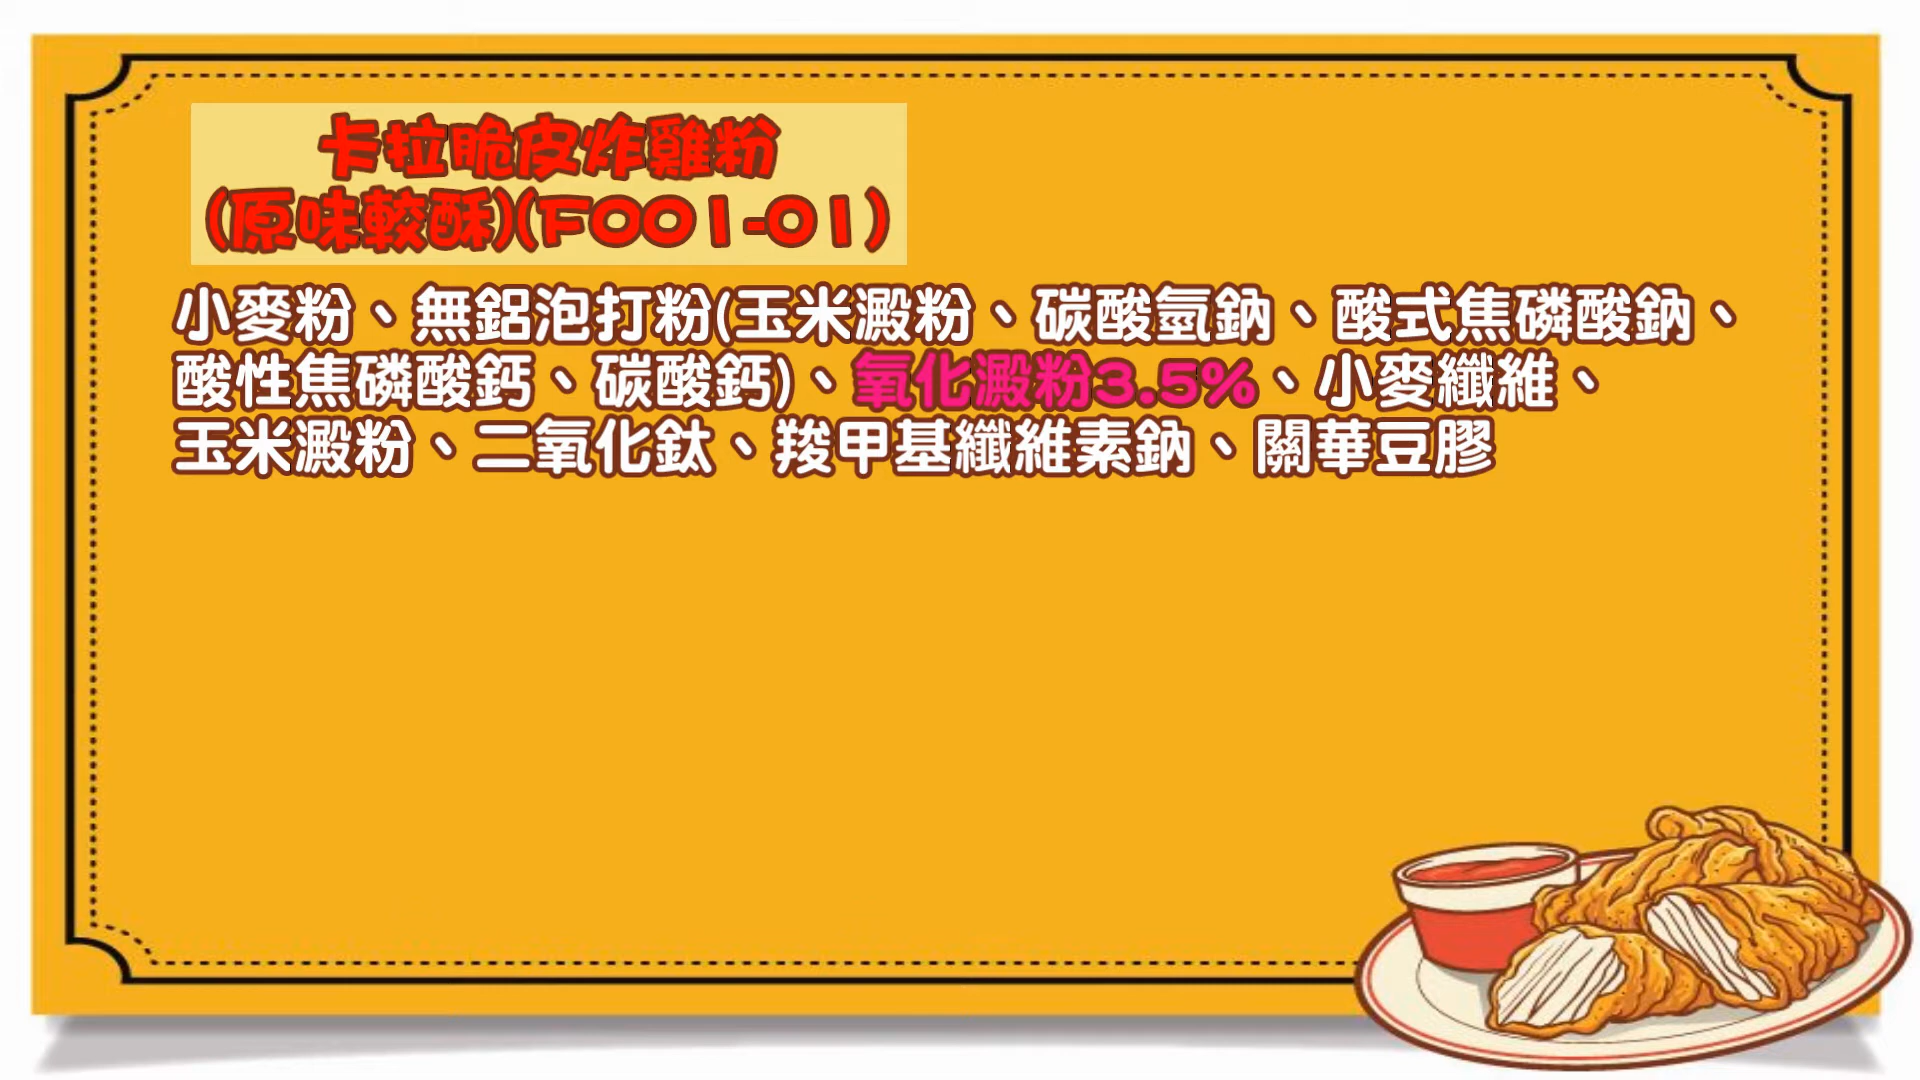 卡拉脆皮炸雞粉
(原味較酥)(F001-01)
小麥粉、無鋁泡打粉(玉米澱粉、碳酸氫鈉、酸式焦磷酸鈉、
酸性焦磷酸鈣、碳酸鈣)、氧化澱粉3.5%、小麥纖維、
玉米澱粉、二氧化鈦、羧甲基纖維素鈉、關華豆膠